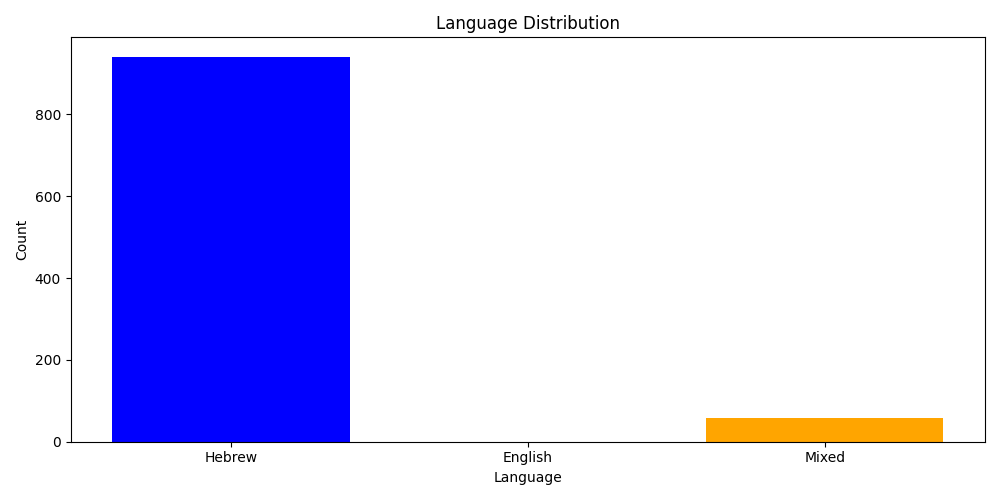 Language Distribution
800
600
400
200
0
Count
Hebrew
English
Mixed
Language